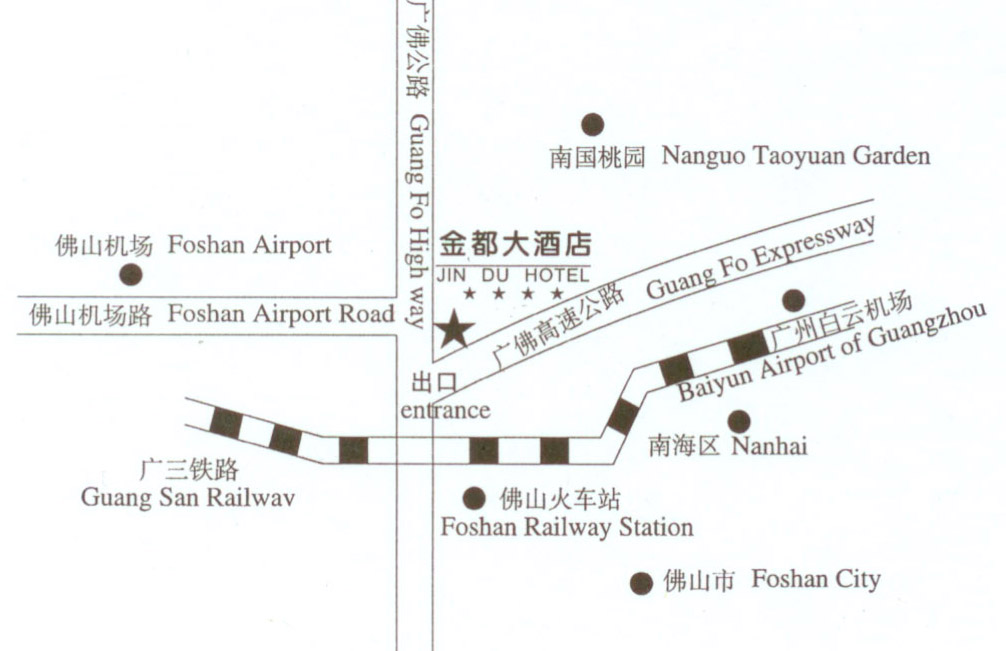 广佛公路 Guang Fo High way
南国桃园 Nanguo Taoyuan Garden
佛山机场 Foshan Airport
金都大酒店
JIN DU HOTEL
佛山机场路 Foshan Airport Road
广佛高速公路 Guang Fo Expressway
广州白云机场
Baiyun Airport of Guangzhou
出口
entrance
南海区 Nanhai
广三铁路
Guang San Railwav
佛山火车站
Foshan Railway Station
佛山市 Foshan City